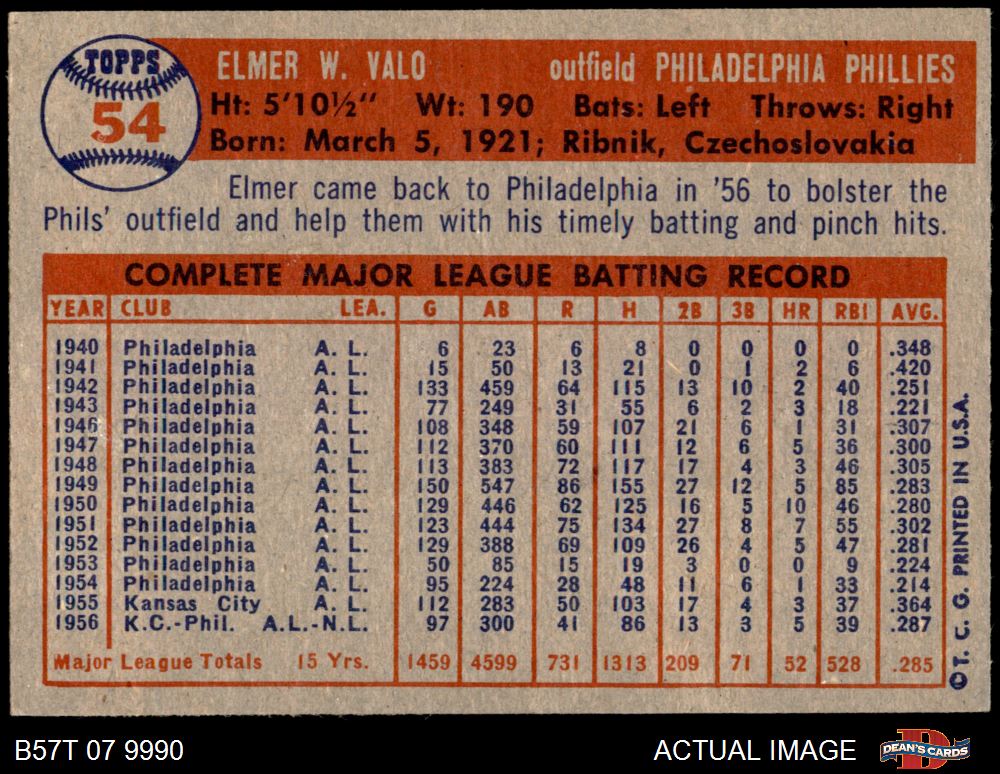 TOPPS
54
ELMER W. VALO outfield PHILADELPHIA PHILLIES
Ht: 5'10½" Wt: 190 Bats: Left Throws: Right
Born: March 5, 1921; Ribnik, Czechoslovakia
Elmer came back to Philadelphia in '56 to bolster the
Phils' outfield and help them with his timely batting and pinch hits.
COMPLETE MAJOR LEAGUE BATTING RECORD
YEAR CLUB LEA. G AB R H 2B 3B HR RBI AVG.
1940 Philadelphia A. L. 6 23 6 8 0 0 0 0 .348
1941 Philadelphia A. L. 15 50 13 21 0 1 2 6 .420
1942 Philadelphia A. L. 133 459 64 115 13 10 2 40 .251
1943 Philadelphia A. L. 77 249 31 55 6 2 3 18 .221
1946 Philadelphia A. L. 108 348 59 107 21 6 1 31 .307
1947 Philadelphia A. L. 112 370 60 111 12 6 5 36 .300
1948 Philadelphia A. L. 113 383 72 117 17 4 3 46 .305
1949 Philadelphia A. L. 150 547 86 155 27 12 5 85 .283
1950 Philadelphia A. L. 129 446 62 125 16 5 10 46 .280
1951 Philadelphia A. L. 123 444 75 134 27 8 7 55 .302
1952 Philadelphia A. L. 129 388 69 109 26 4 5 47 .281
1953 Philadelphia A. L. 50 85 15 19 3 0 0 9 .224
1954 Philadelphia A. L. 95 224 28 48 11 6 1 33 .214
1955 Kansas City A. L. 112 283 50 103 17 4 3 37 .364
1956 K.C.-Phil. A.L.-N.L. 97 300 41 86 13 3 5 39 .287
Major League Totals 15 Yrs. 1459 4599 731 1313 209 71 52 528 .285
©T. C. G. PRINTED IN U.S.A.
B57T 07 9990 ACTUAL IMAGE
DEAN'S CARDS